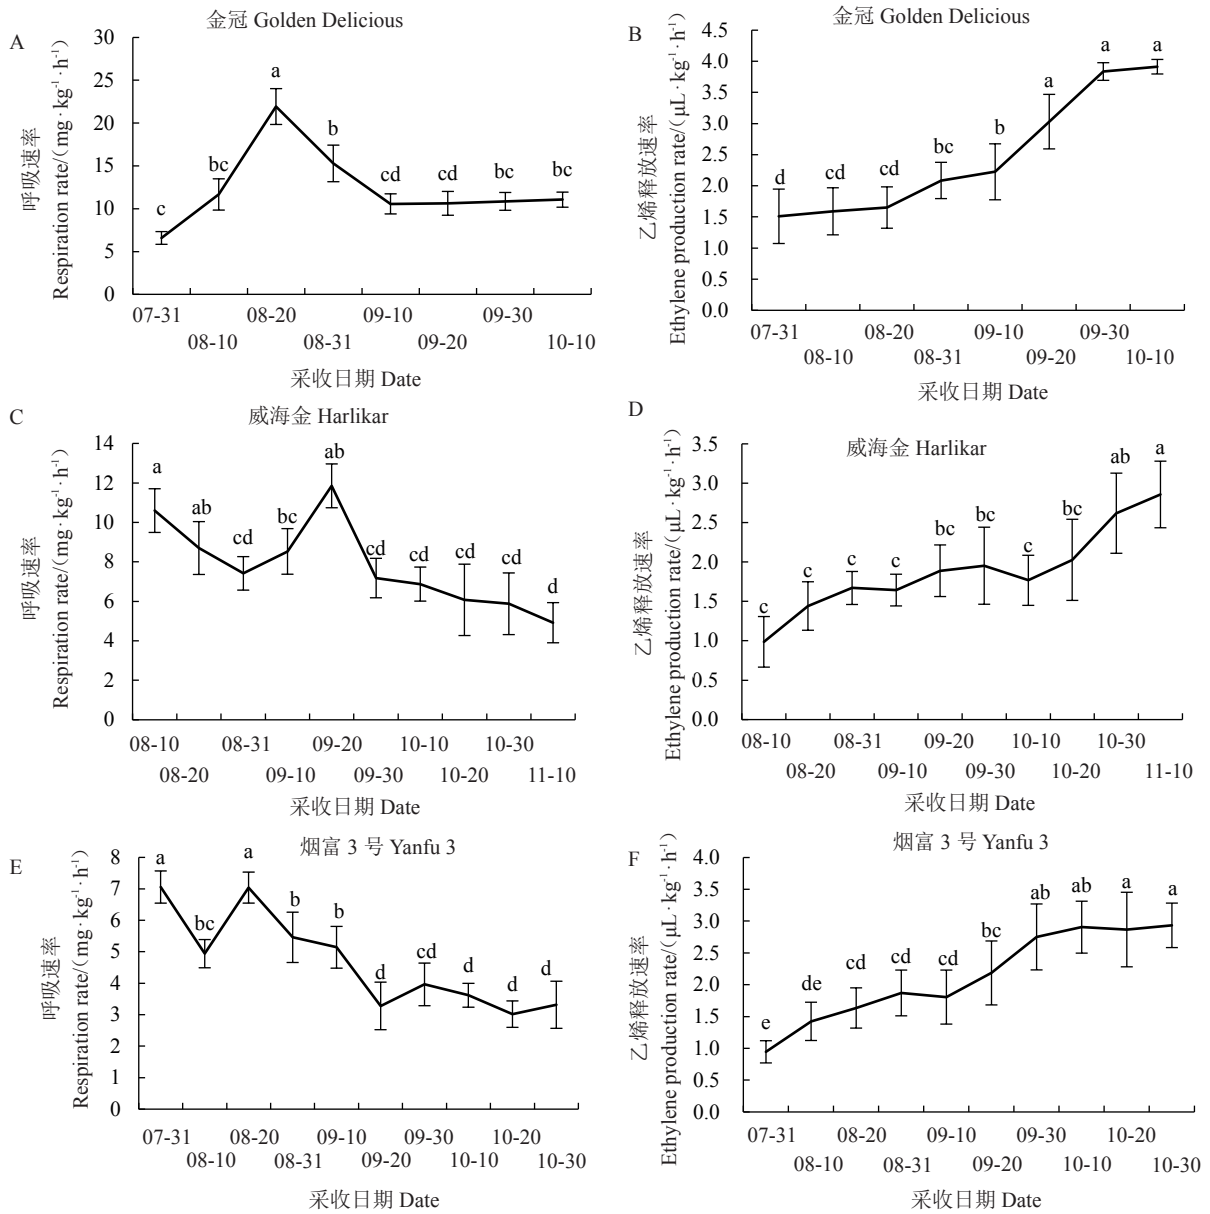 A
金冠 Golden Delicious
呼吸速率
Respiration rate/(mg·kg⁻¹·h⁻¹)
30
25
20
15
10
5
0
c
bc
a
b
cd
cd
bc
bc
07-31
08-20
09-10
09-30
08-10
08-31
09-20
10-10
采收日期 Date
B
金冠 Golden Delicious
乙烯释放速率
Ethylene production rate/(μL·kg⁻¹·h⁻¹)
4.5
4.0
3.5
3.0
2.5
2.0
1.5
1.0
0.5
0.0
d
cd
d
bc
b
a
a
a
07-31
08-20
09-10
09-30
08-10
08-31
09-20
10-10
采收日期 Date
C
威海金 Harlikar
呼吸速率
Respiration rate/(mg·kg⁻¹·h⁻¹)
14
12
10
8
6
4
2
0
a
ab
cd
bc
ab
cd
cd
cd
cd
d
08-10
08-31
09-20
10-10
10-30
08-20
09-10
09-30
10-20
11-10
采收日期 Date
D
威海金 Harlikar
乙烯释放速率
Ethylene production rate/(μL·kg⁻¹·h⁻¹)
3.5
3.0
2.5
2.0
1.5
1.0
0.5
0.0
c
c
c
c
bc
bc
c
bc
ab
a
08-10
08-31
09-20
10-10
10-30
08-20
09-10
09-30
10-20
11-10
采收日期 Date
E
烟富 3 号 Yanfu 3
呼吸速率
Respiration rate/(mg·kg⁻¹·h⁻¹)
8
7
6
5
4
3
2
1
0
a
bc
a
b
b
d
cd
d
d
d
07-31
08-20
09-10
09-30
10-20
08-10
08-31
09-20
10-10
10-30
采收日期 Date
F
烟富 3 号 Yanfu 3
乙烯释放速率
Ethylene production rate/(μL·kg⁻¹·h⁻¹)
4.0
3.5
3.0
2.5
2.0
1.5
1.0
0.5
0.0
e
de
cd
cd
cd
bc
ab
ab
a
a
07-31
08-20
09-10
09-30
10-20
08-10
08-31
09-20
10-10
10-30
采收日期 Date